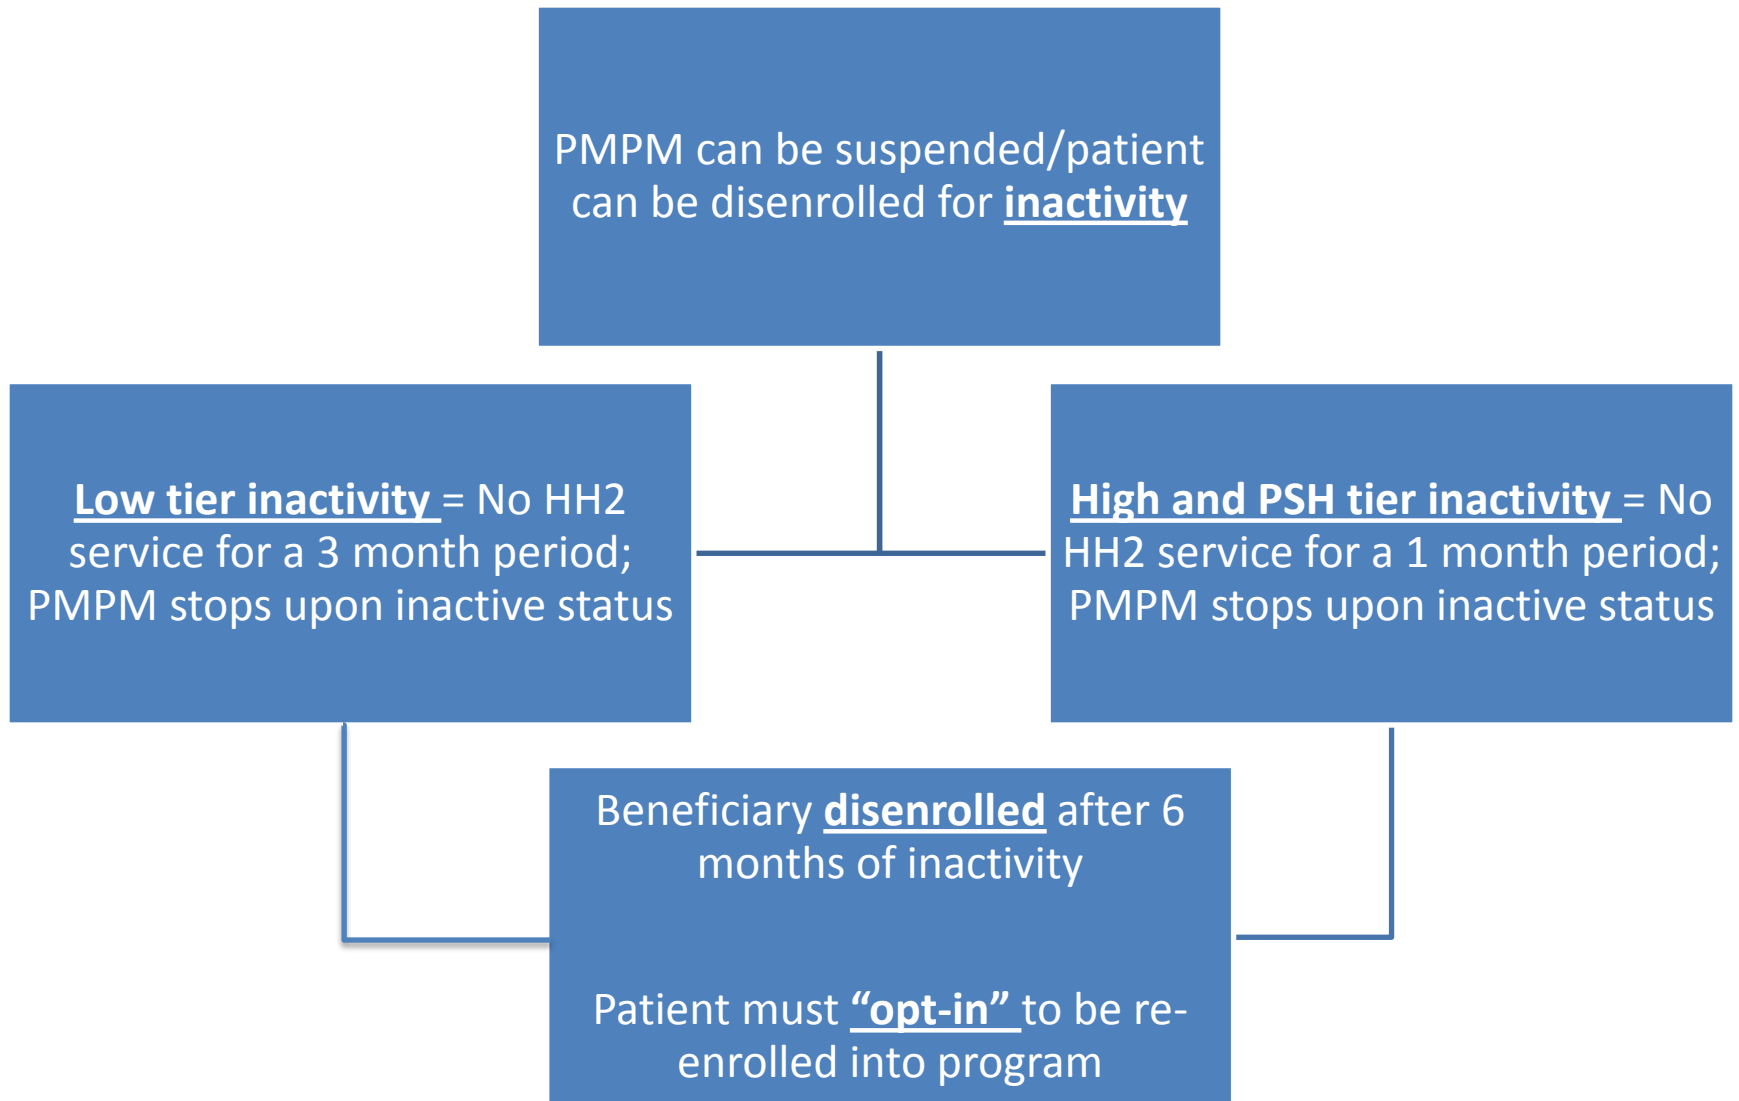 PMPM can be suspended/patient
can be disenrolled for inactivity
Low tier inactivity = No HH2
service for a 3 month period;
PMPM stops upon inactive status
High and PSH tier inactivity = No
HH2 service for a 1 month period;
PMPM stops upon inactive status
Beneficiary disenrolled after 6
months of inactivity
Patient must “opt-in” to be re-
enrolled into program